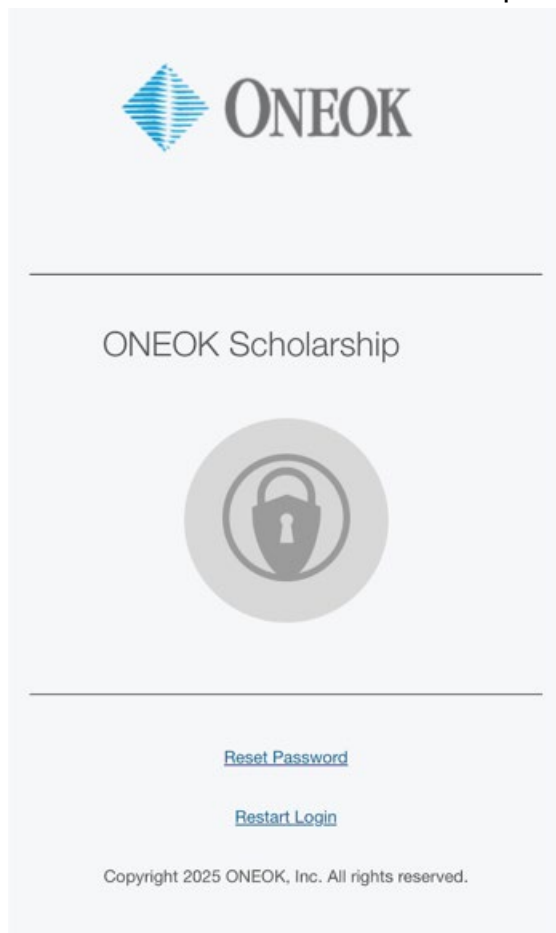 ONEOK
ONEOK Scholarship
Reset Password
Restart Login
Copyright 2025 ONEOK, Inc. All rights reserved.